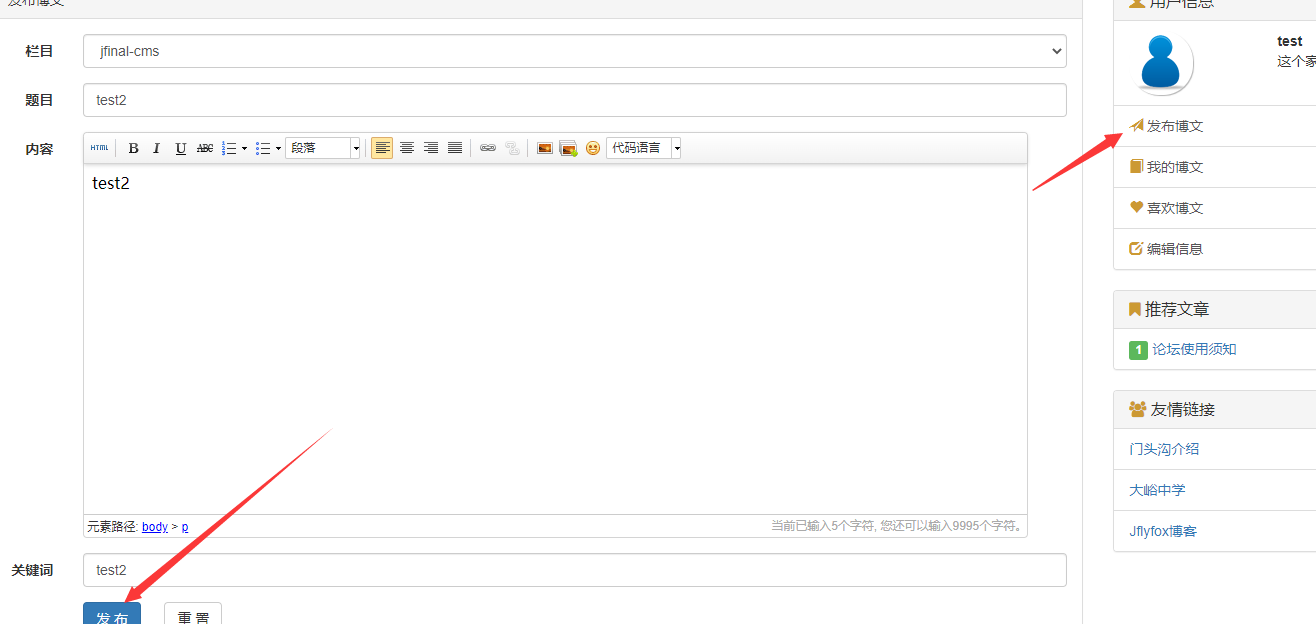 发布博文
栏目
jfinal-cms
题目
test2
内容
HTML B I U ABC 段落 代码语言
test2
元素路径: body > p
当前已输入5个字符, 您还可以输入9995个字符。
关键词
test2
发 布
重 置
用户信息
test
这个家
发布博文
我的博文
喜欢博文
编辑信息
推荐文章
1 论坛使用须知
友情链接
门头沟介绍
大峪中学
Jflyfox博客